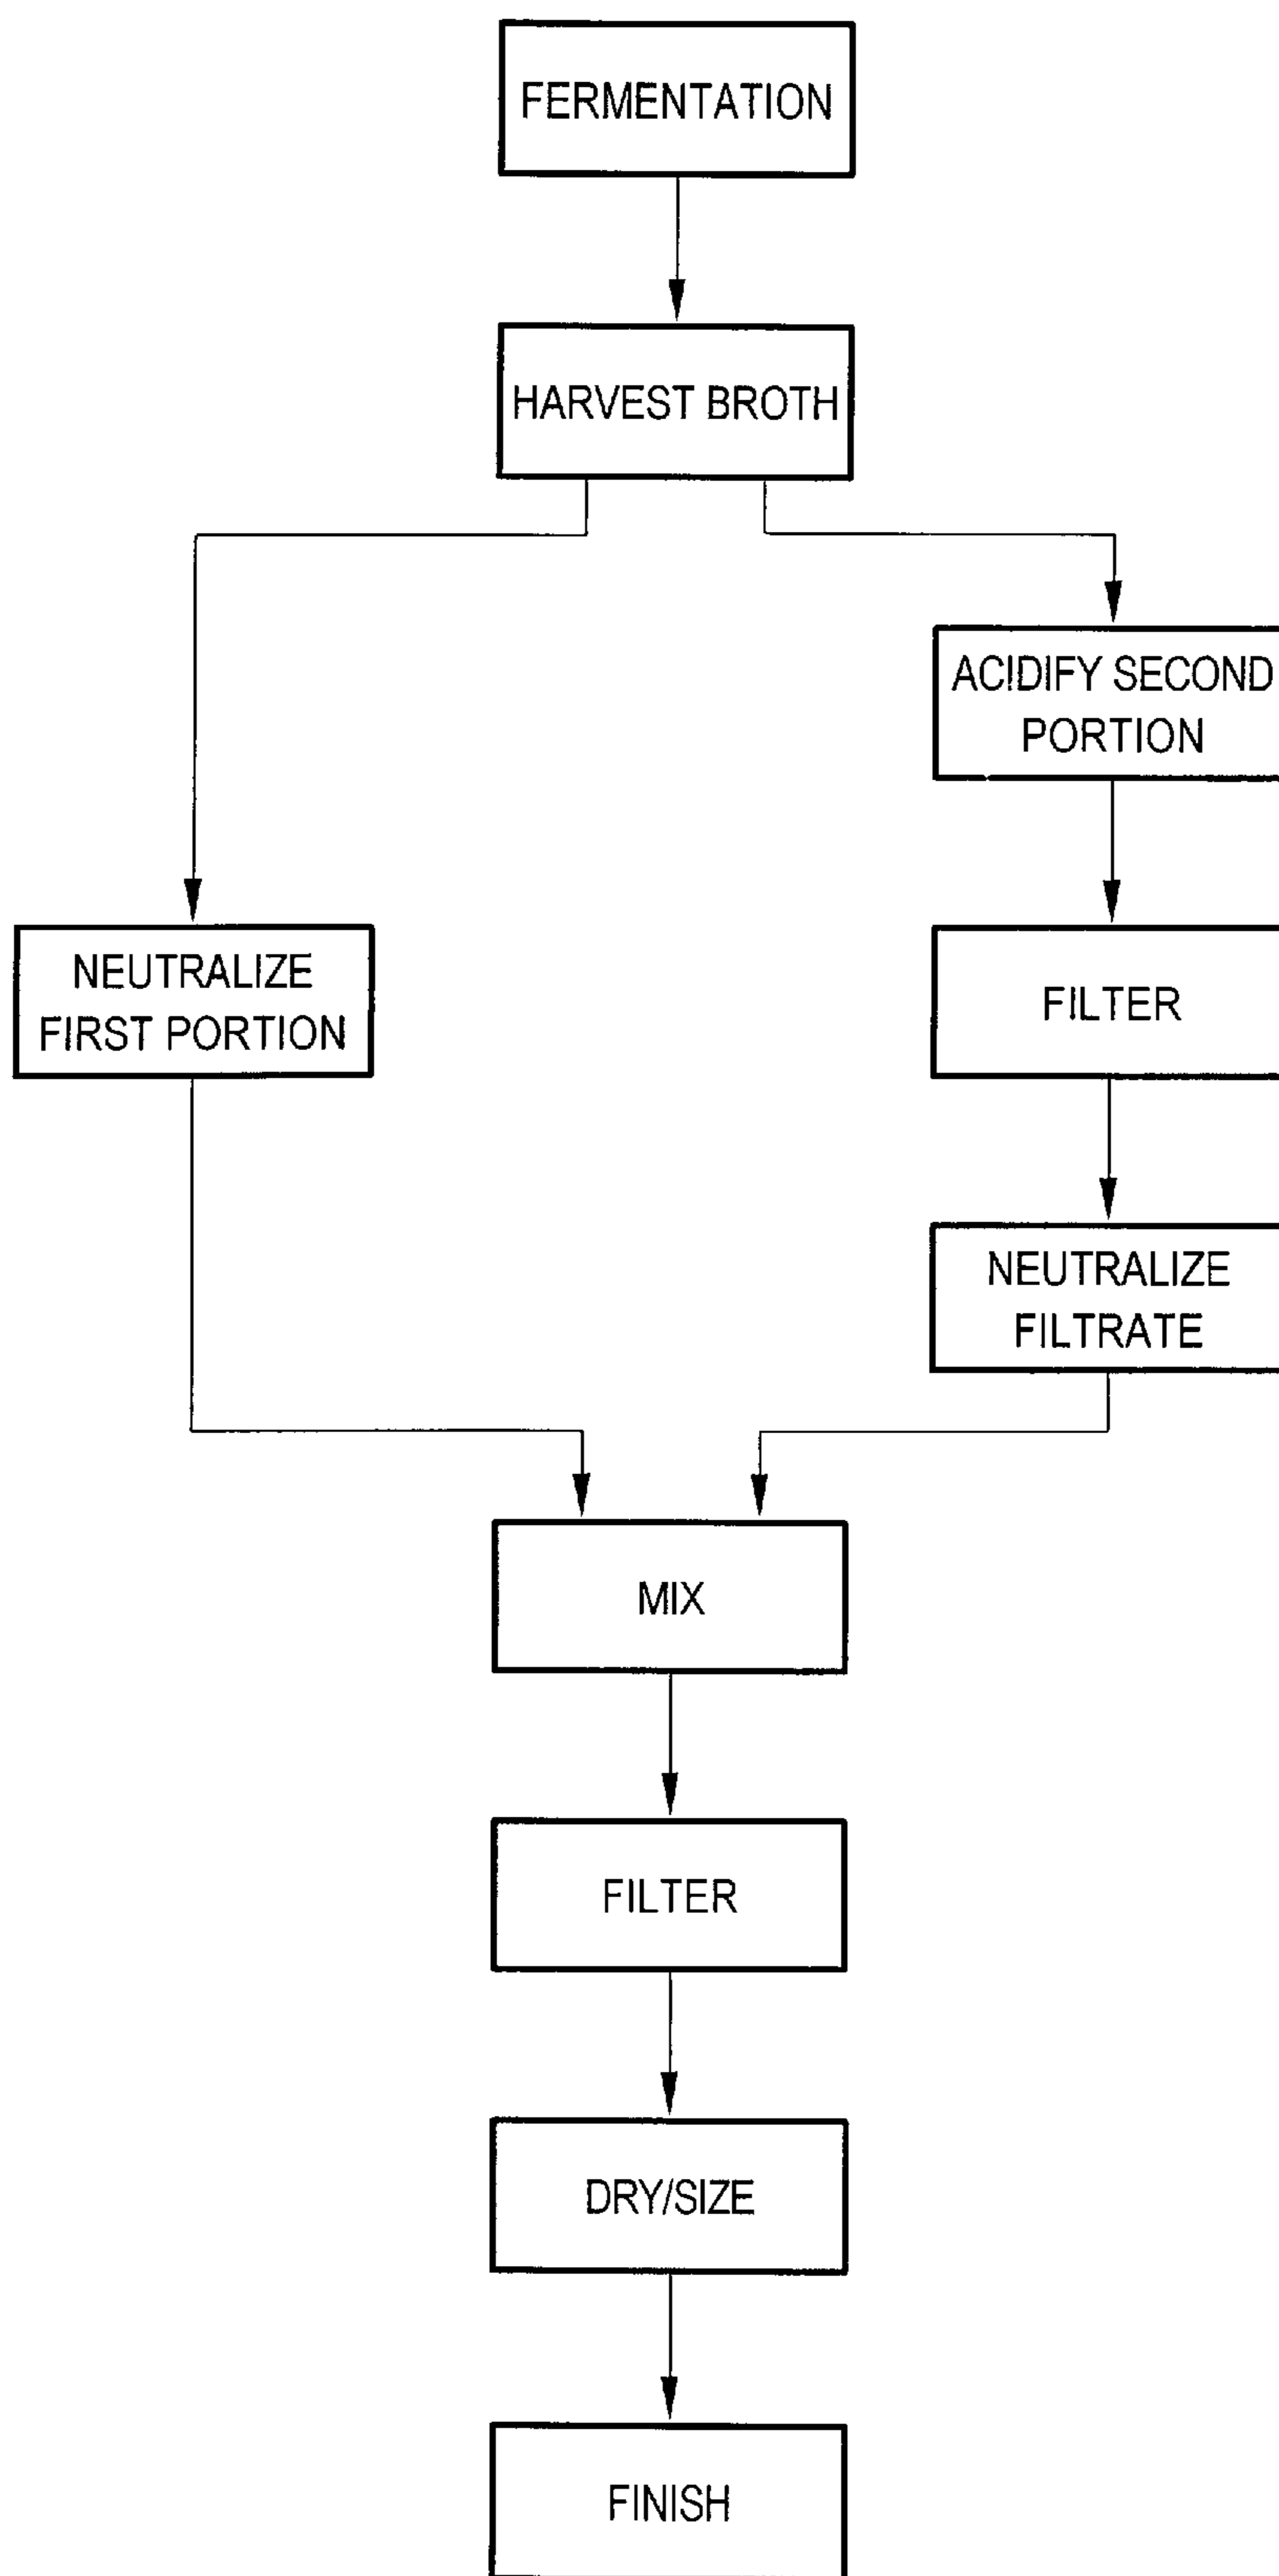 FERMENTATION
HARVEST BROTH
ACIDIFY SECOND
PORTION
NEUTRALIZE
FIRST PORTION
FILTER
NEUTRALIZE
FILTRATE
MIX
FILTER
DRY/SIZE
FINISH